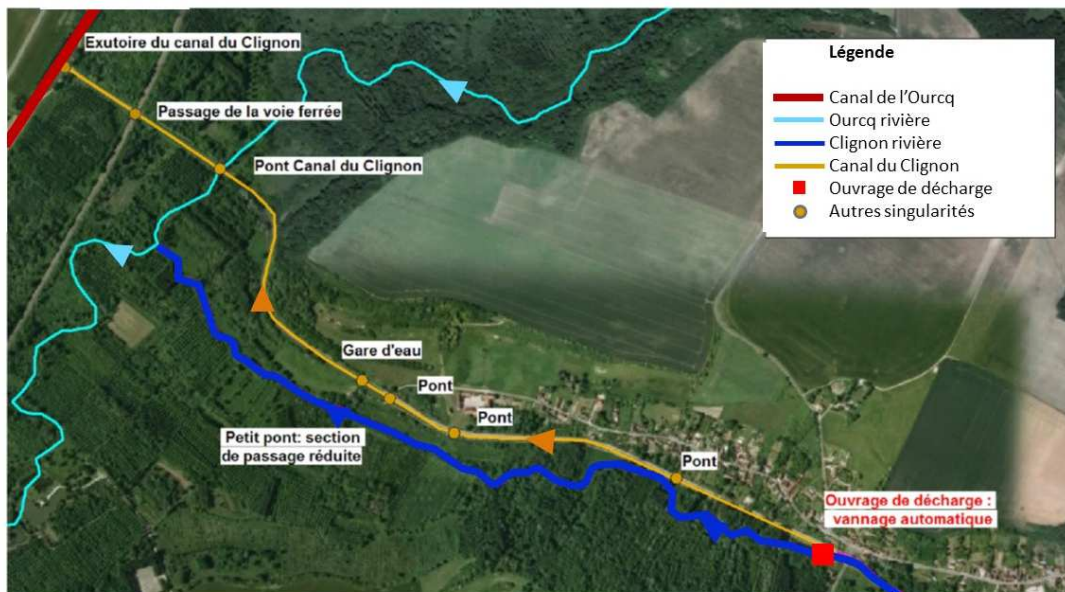 Exutoire du canal du Clignon
Passage de la voie ferrée
Pont Canal du Clignon
Légende
Canal de l'Ourcq
Ourcq rivière
Clignon rivière
Canal du Clignon
Ouvrage de décharge
Autres singularités
Gare d'eau
Pont
Pont
Petit pont: section
de passage réduite
Pont
Ouvrage de décharge :
vannage automatique